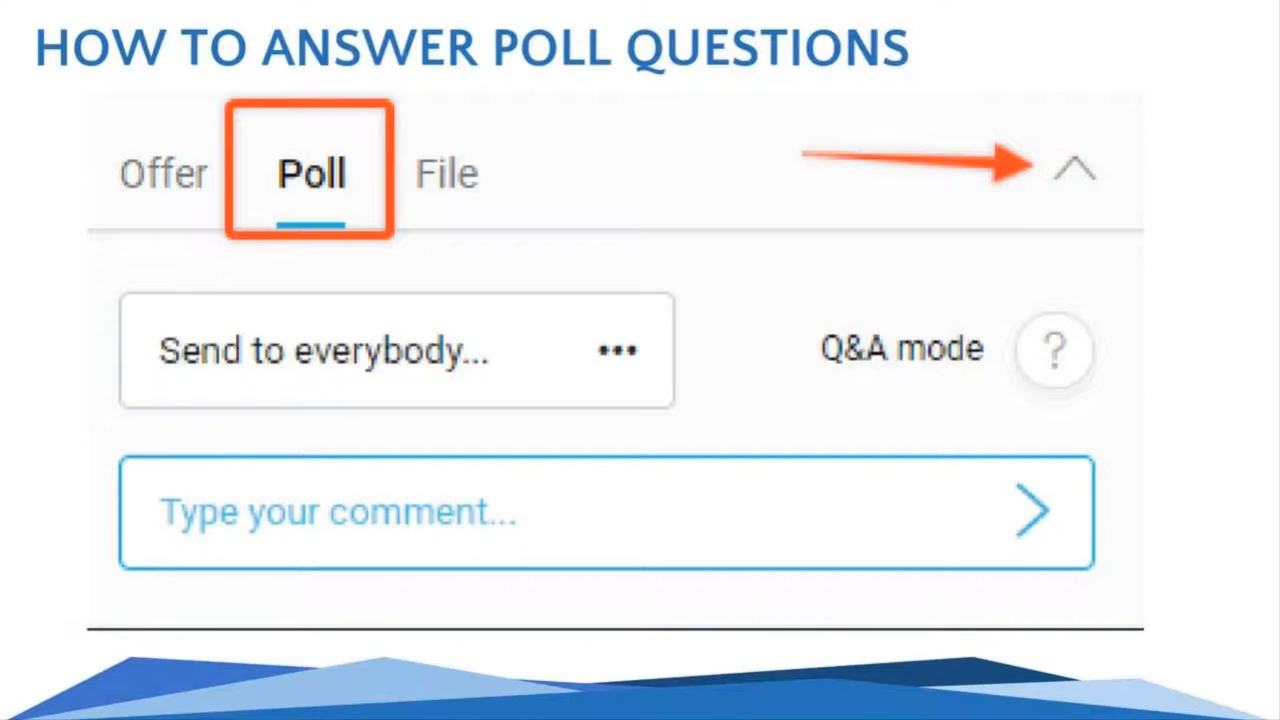 HOW TO ANSWER POLL QUESTIONS
Offer Poll File
Send to everybody... ••• Q&A mode ?
Type your comment...